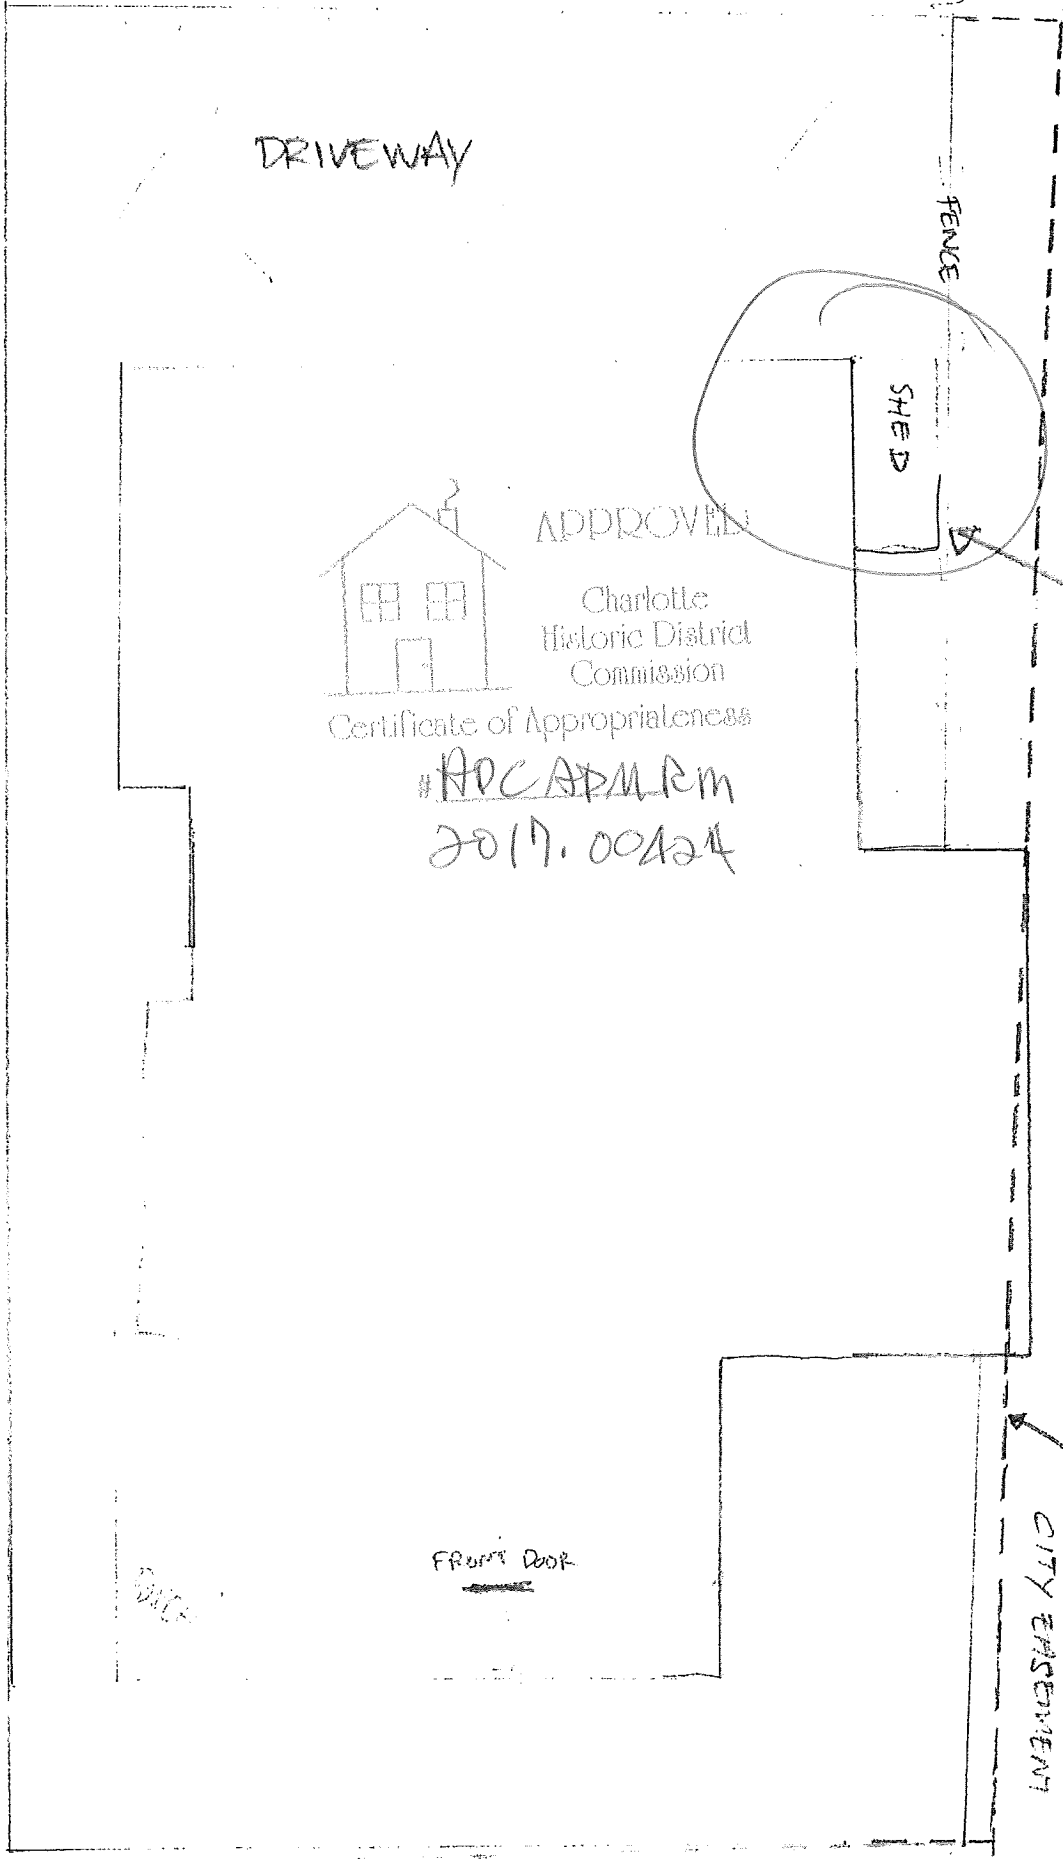 DRIVEWAY
FENCE
SHED
APPROVED
Charlotte
Historic District
Commission
Certificate of Appropriateness
#HDCADMRM
2017.00424
FRONT DOOR
CITY EASEMENT